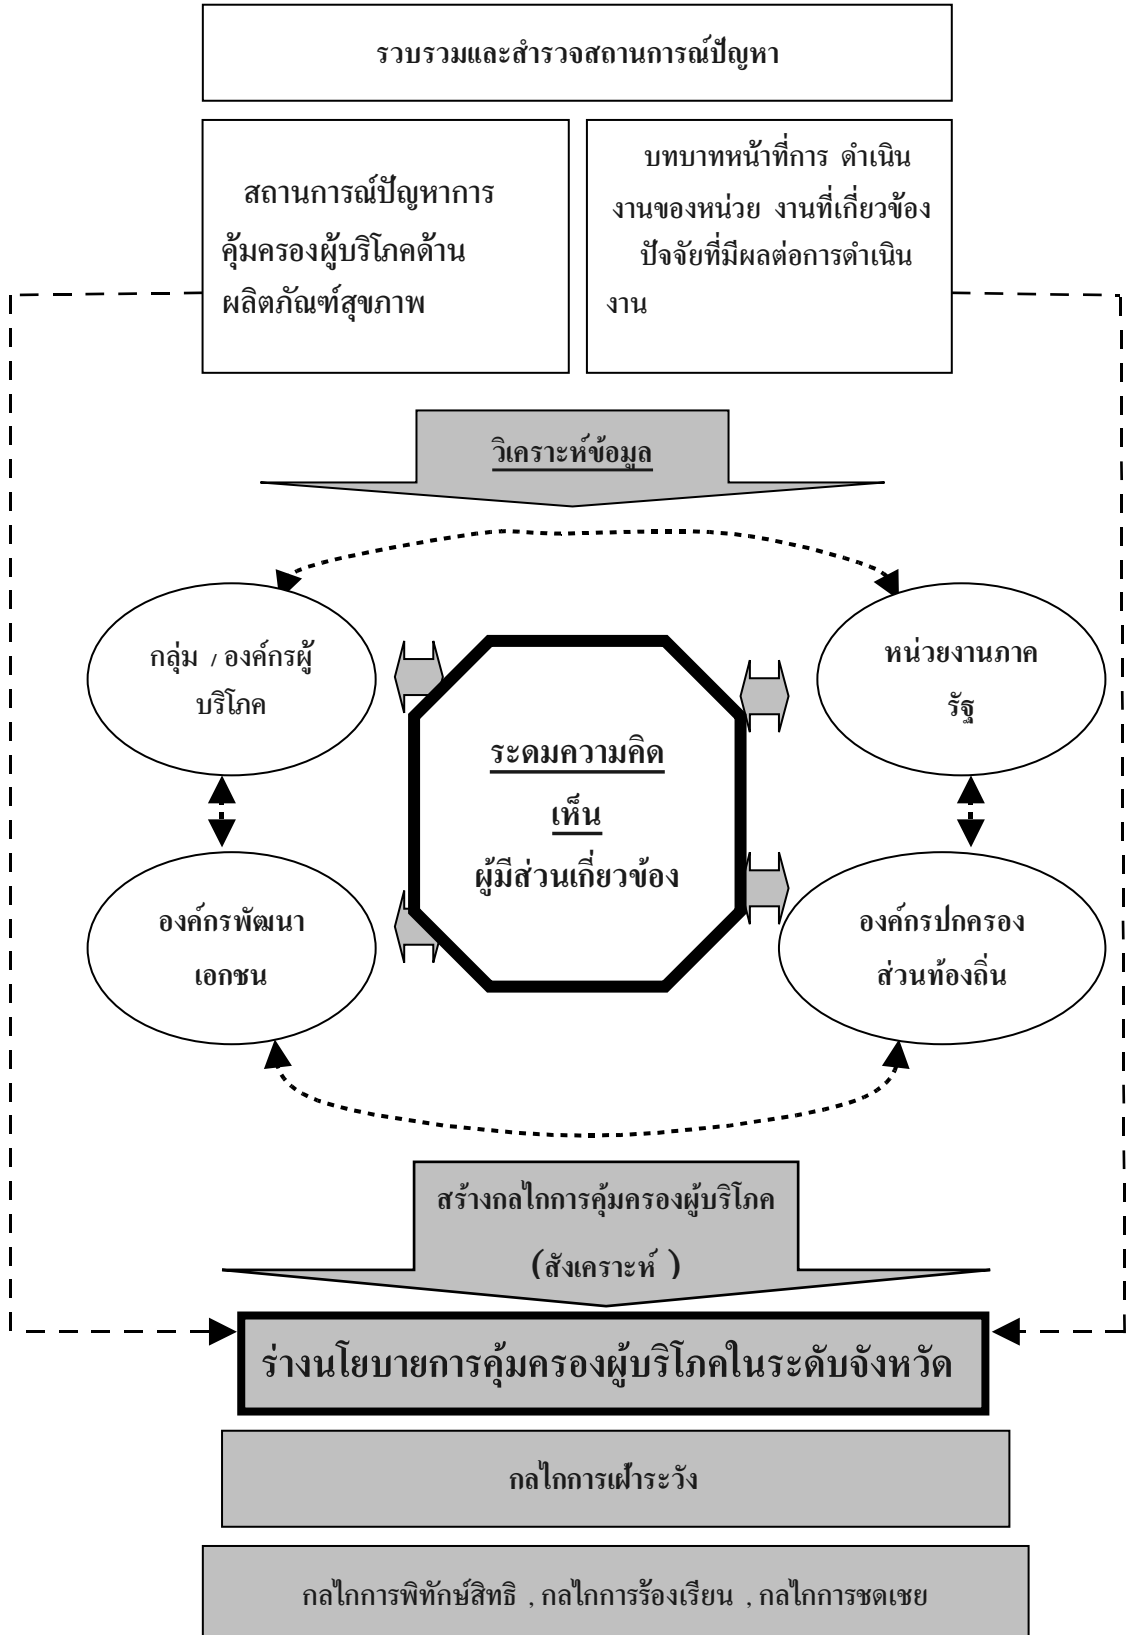 รวบรวมและสำรวจสถานการณ์ปัญหา
สถานการณ์ปัญหาการ
คุ้มครองผู้บริโภคด้าน
ผลิตภัณฑ์สุขภาพ
บทบาทหน้าที่การ ดำเนิน
งานของหน่วย งานที่เกี่ยวข้อง
ปัจจัยที่มีผลต่อการดำเนิน
งาน
วิเคราะห์ข้อมูล
กลุ่ม / องค์กรผู้
บริโภค
หน่วยงานภาค
รัฐ
ระดมความคิด
เห็น
ผู้มีส่วนเกี่ยวข้อง
องค์กรพัฒนา
เอกชน
องค์กรปกครอง
ส่วนท้องถิ่น
สร้างกลไกการคุ้มครองผู้บริโภค
(สังเคราะห์ )
ร่างนโยบายการคุ้มครองผู้บริโภคในระดับจังหวัด
กลไกการเฝ้าระวัง
กลไกการพิทักษ์สิทธิ , กลไกการร้องเรียน , กลไกการชดเชย